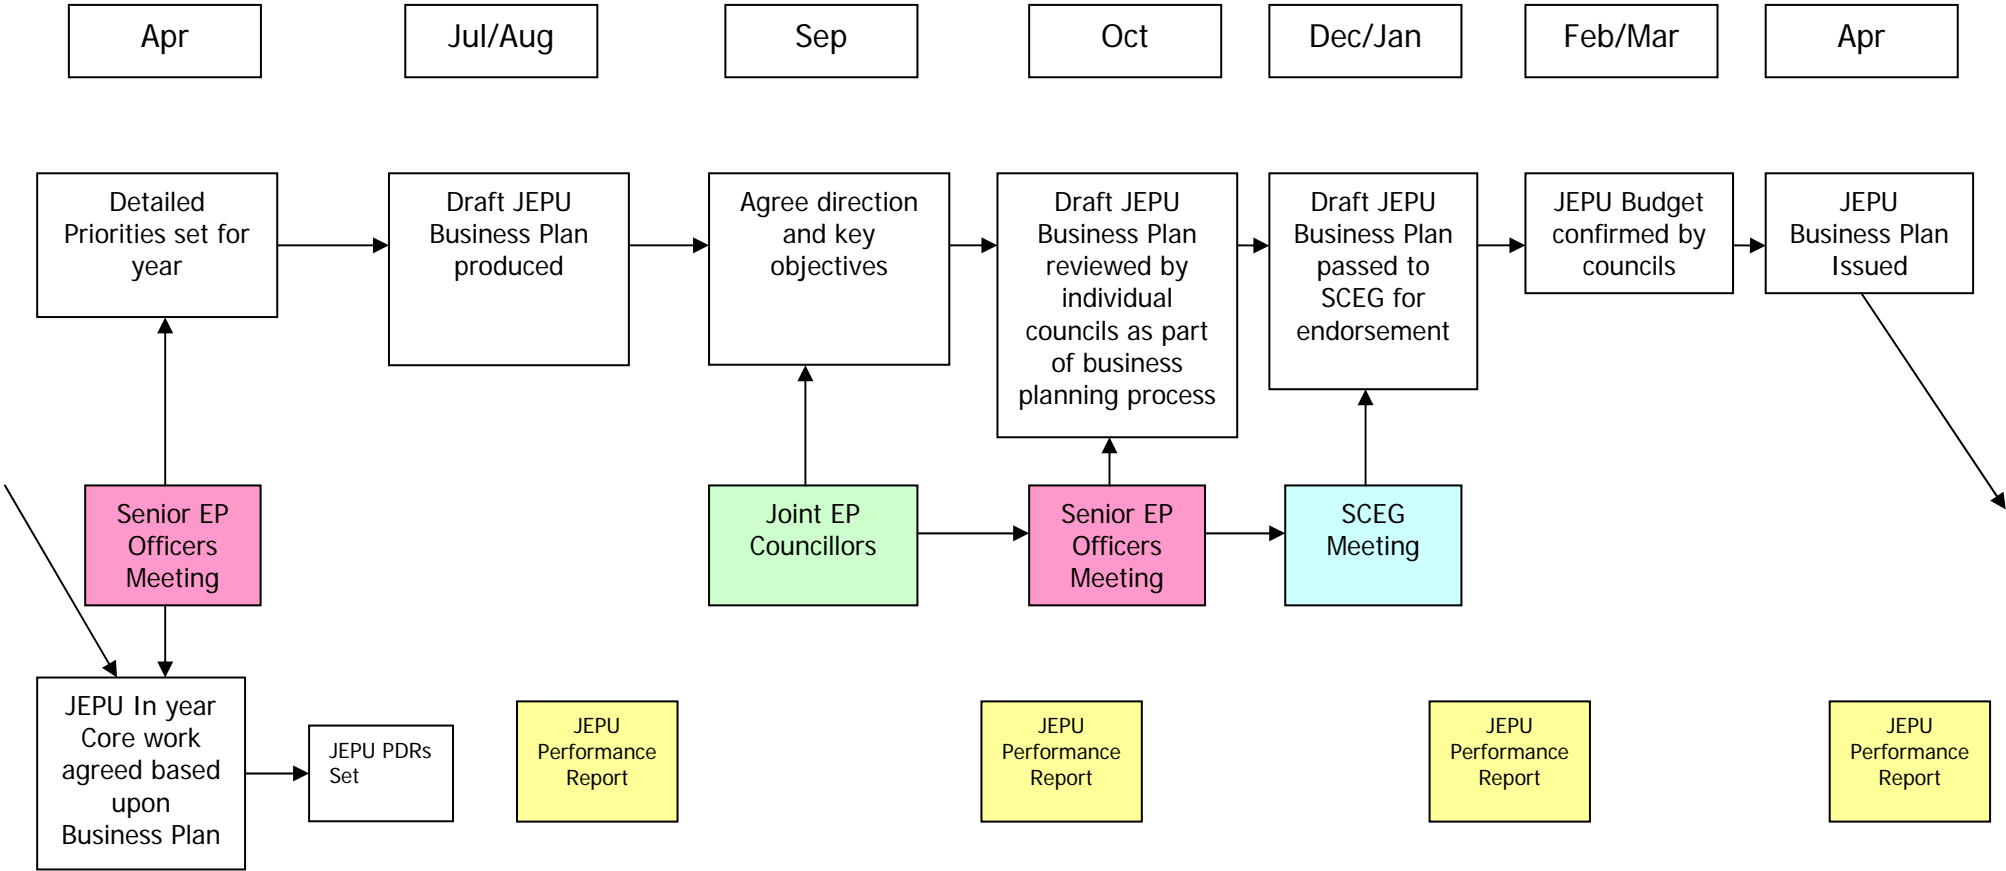 Apr
Jul/Aug
Sep
Oct
Dec/Jan
Feb/Mar
Apr
Detailed
Priorities set for
year
Draft JEPU
Business Plan
produced
Agree direction
and key
objectives
Draft JEPU
Business Plan
reviewed by
individual
councils as part
of business
planning process
Draft JEPU
Business Plan
passed to
SCEG for
endorsement
JEPU Budget
confirmed by
councils
JEPU
Business Plan
Issued
Senior EP
Officers
Meeting
Joint EP
Councillors
Senior EP
Officers
Meeting
SCEG
Meeting
JEPU In year
Core work
agreed based
upon
Business Plan
JEPU PDRs
Set
JEPU
Performance
Report
JEPU
Performance
Report
JEPU
Performance
Report
JEPU
Performance
Report